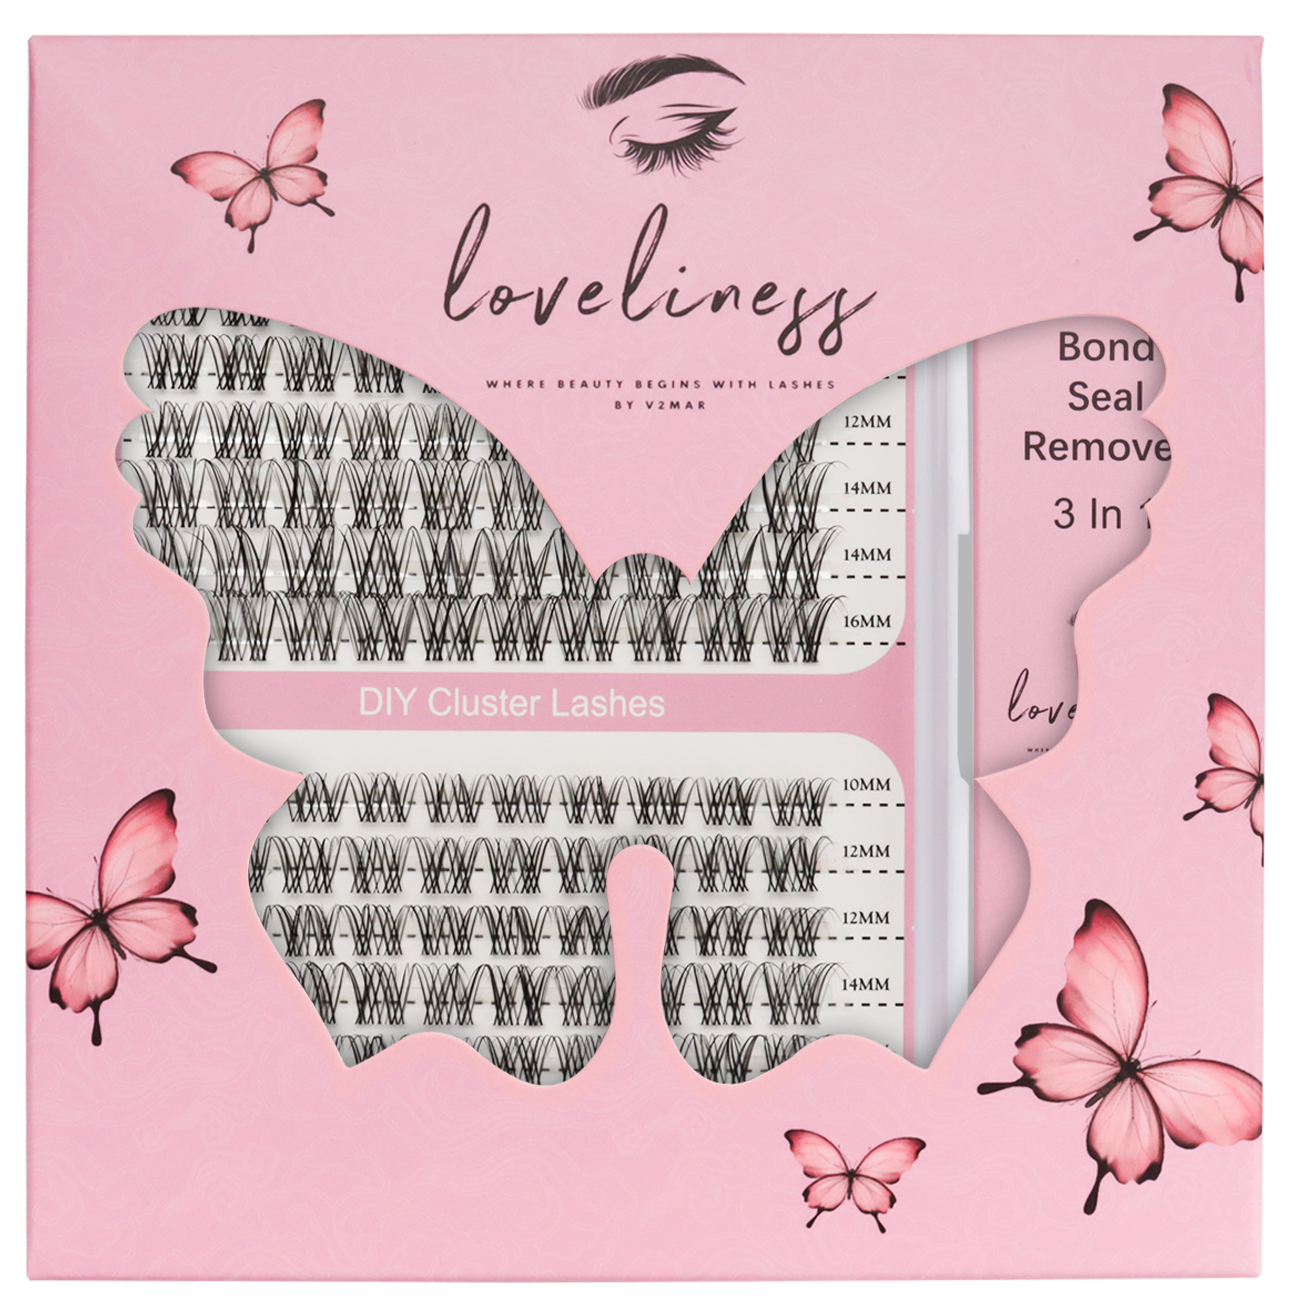 loveliness
WHERE BEAUTY BEGINS WITH LASHES
BY V2MAR
Bond
Seal
Remove
3 In 1
12MM
14MM
14MM
16MM
love
DIY Cluster Lashes
10MM
12MM
12MM
14MM